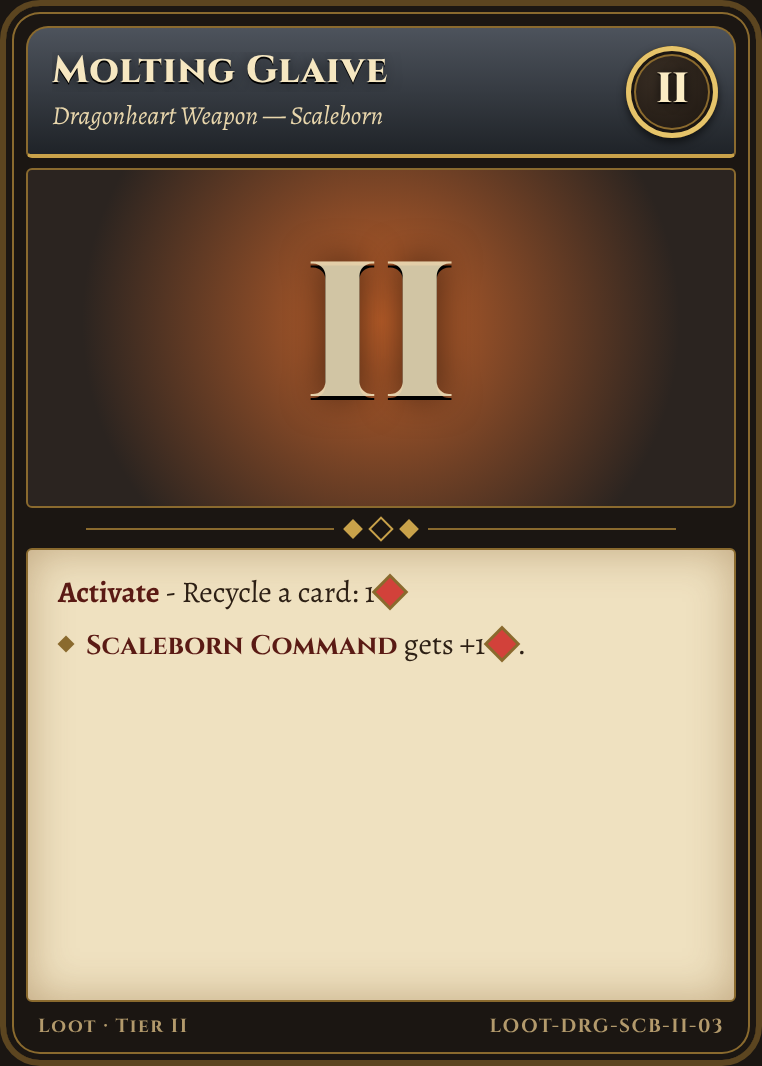 Molting Glaive
Dragonheart Weapon — Scaleborn
II
II
Activate - Recycle a card: 1
Scaleborn Command gets +1.
Loot · Tier II
LOOT-DRG-SCB-II-03